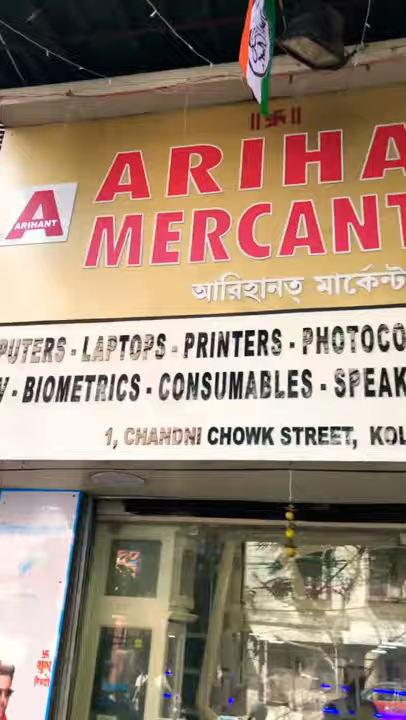 ARIHA
A
ARIHANT
MERCANT
আরিহানত্ মার্কেন্ট
PUTERS - LAPTOPS - PRINTERS - PHOTOCO
V - BIOMETRICS - CONSUMABLES - SPEAK
1, CHANDNI CHOWK STREET, KOL